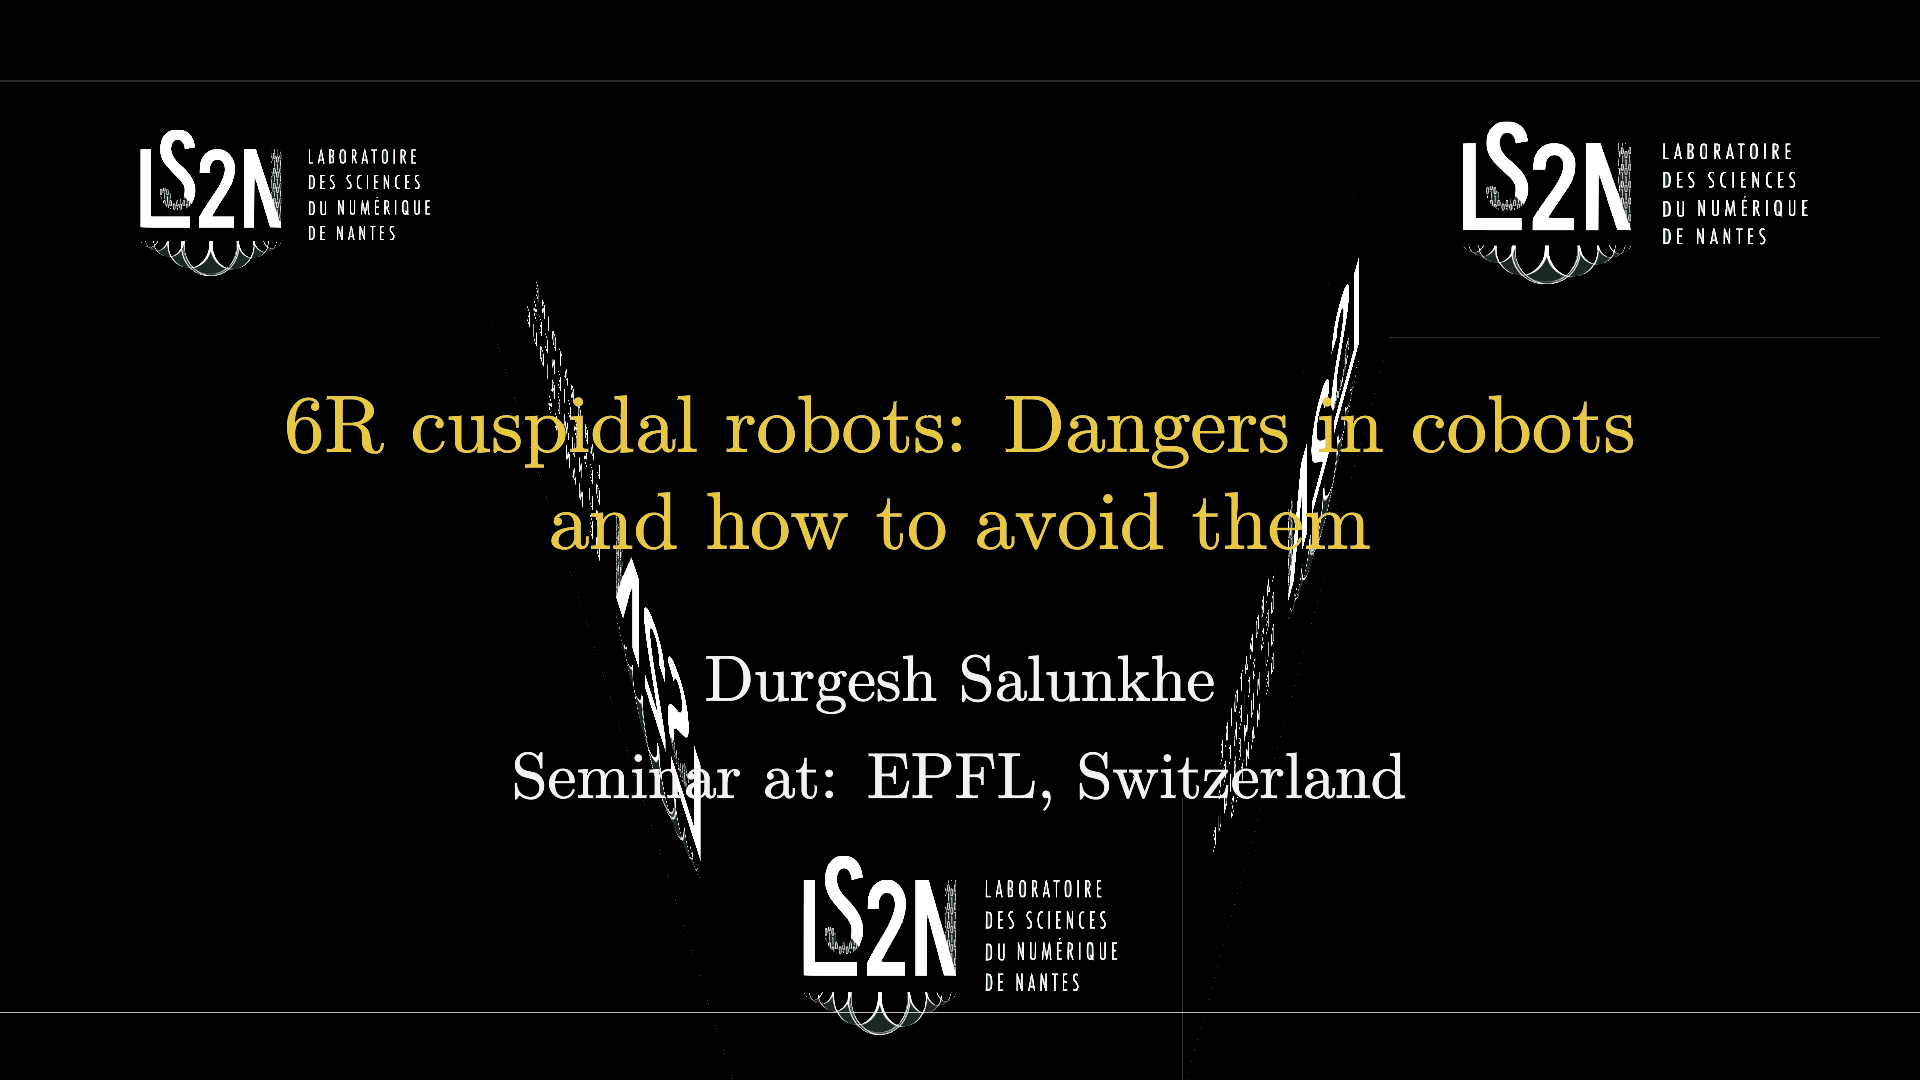 LS2N
LABORATOIRE
DES SCIENCES
DU NUMÉRIQUE
DE NANTES
LS2N
LABORATOIRE
DES SCIENCES
DU NUMÉRIQUE
DE NANTES
6R cuspidal robots: Dangers in cobots
and how to avoid them
Durgesh Salunkhe
Seminar at: EPFL, Switzerland
LS2N
LABORATOIRE
DES SCIENCES
DU NUMÉRIQUE
DE NANTES